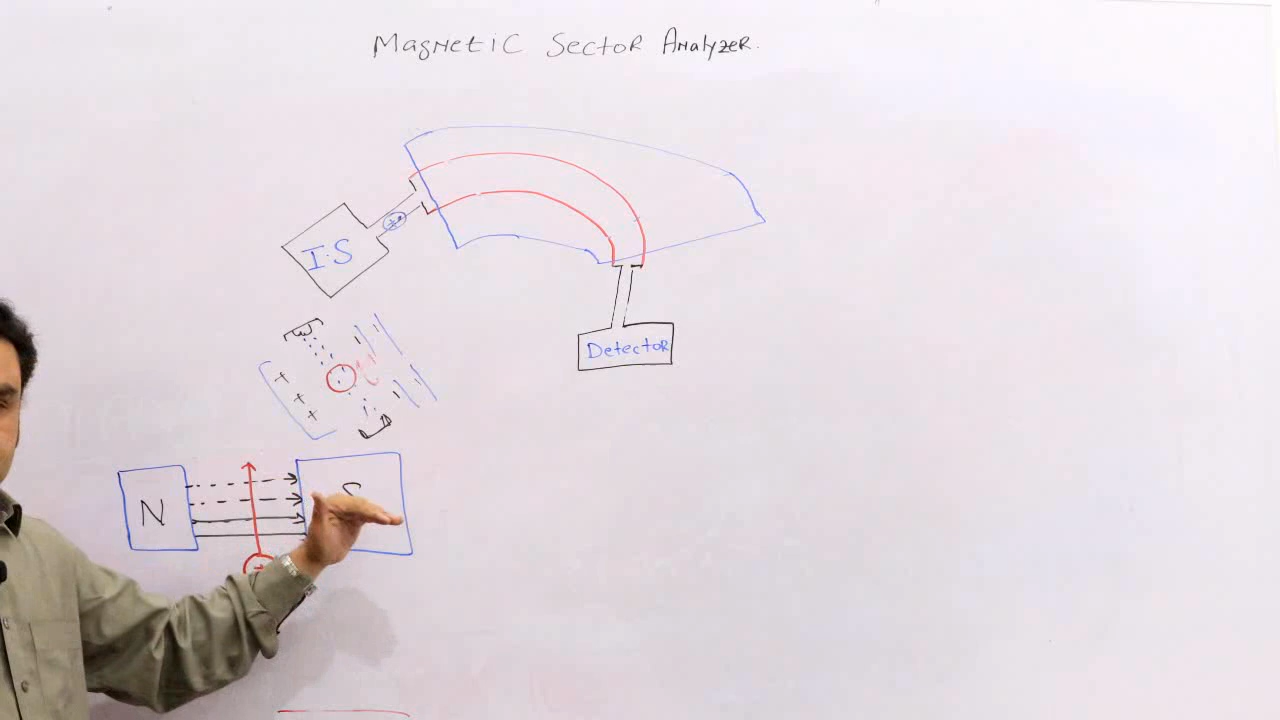 Magnetic Sector Analyzer.
I.S
Detector
+
+
+
N
S